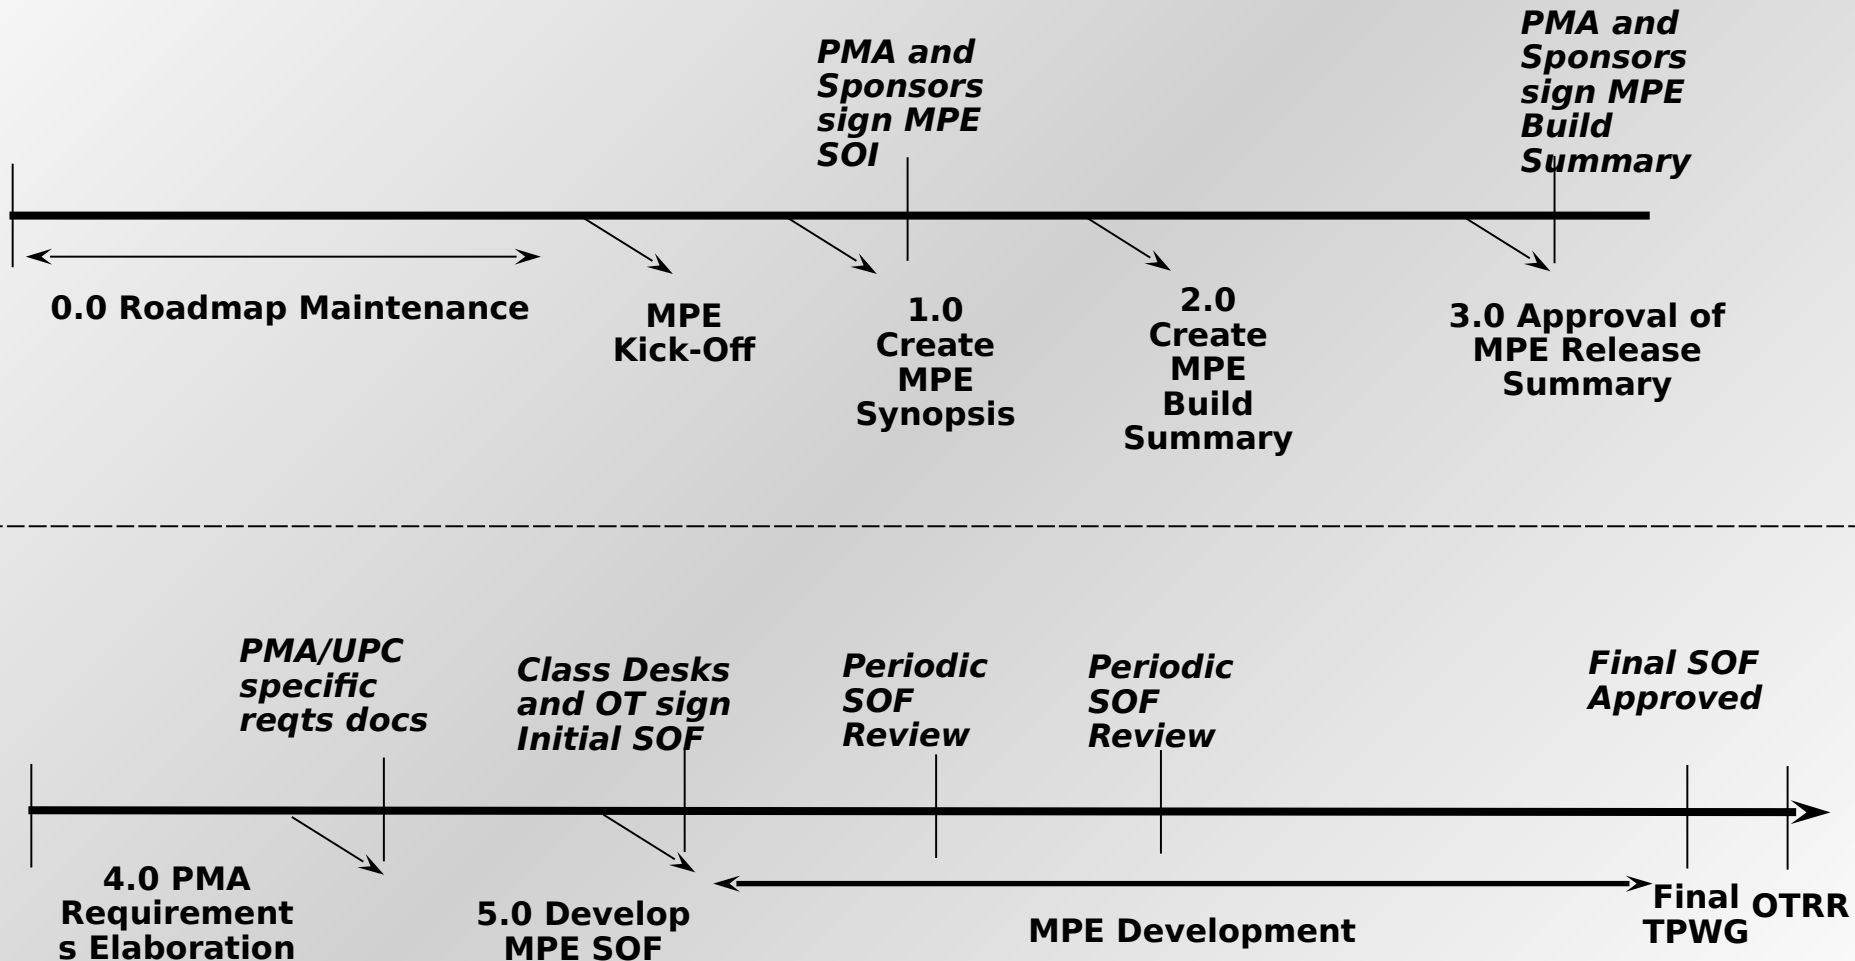 PMA and
Sponsors
sign MPE
SOI
PMA and
Sponsors
sign MPE
Build
Summary
0.0 Roadmap Maintenance
MPE
Kick-Off
1.0
Create
MPE
Synopsis
2.0
Create
MPE
Build
Summary
3.0 Approval of
MPE Release
Summary
PMA/UPC
specific
reqts docs
Class Desks
and OT sign
Initial SOF
Periodic
SOF
Review
Periodic
SOF
Review
Final SOF
Approved
4.0 PMA
Requirement
s Elaboration
5.0 Develop
MPE SOF
MPE Development
Final
TPWG
OTRR